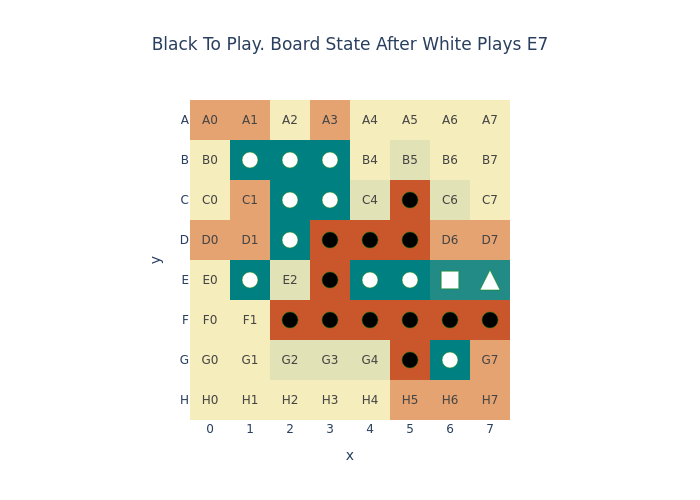 Black To Play. Board State After White Plays E7
A A0 A1 A2 A3 A4 A5 A6 A7
B B0 B4 B5 B6 B7
C C0 C1 C4 C6 C7
D D0 D1 D6 D7
E E0 E2
F F0 F1
G G0 G1 G2 G3 G4 G7
H H0 H1 H2 H3 H4 H5 H6 H7
0 1 2 3 4 5 6 7
x
y